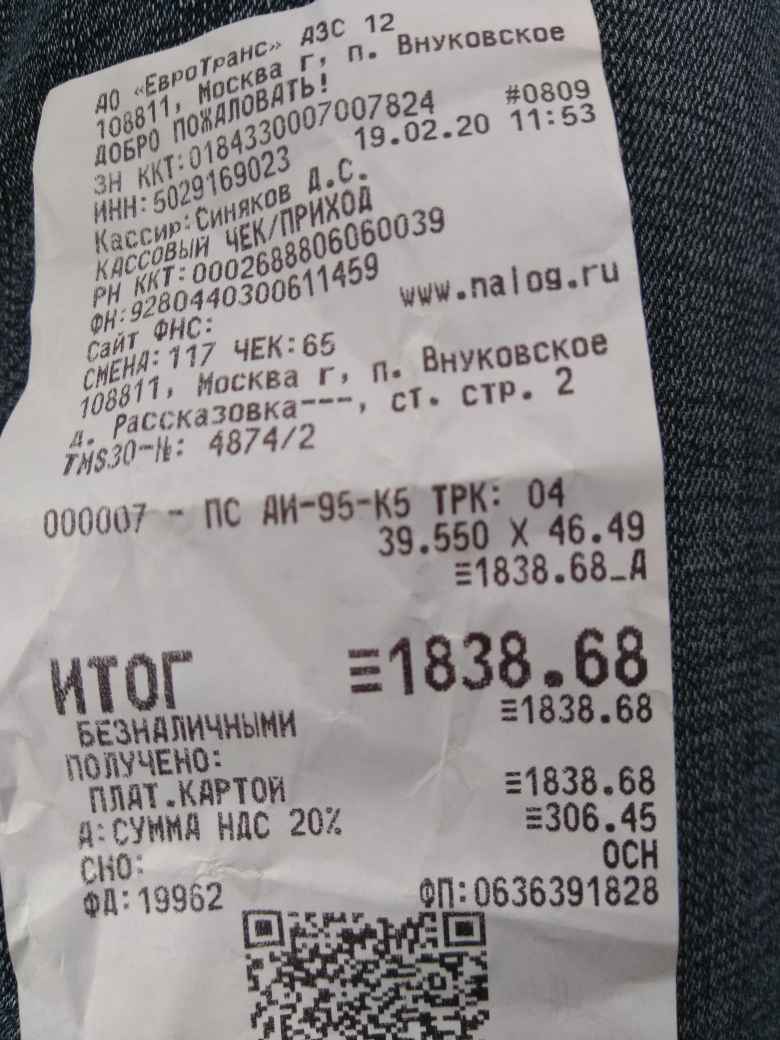 АО «ЕвроТранс» АЗС 12
108811, Москва г, п. Внуковское
ДОБРО ПОЖАЛОВАТЬ!
ЗН ККТ:0184330007007824 #0809
ИНН:5029169023 19.02.20 11:53
Кассир:Синяков Д.С.
КАССОВЫЙ ЧЕК/ПРИХОД
РН ККТ:0002688806060039
ФН:9280440300611459
Сайт ФНС: www.nalog.ru
СМЕНА:117 ЧЕК:65
108811, Москва г, п. Внуковское
д. Рассказовка---, ст. стр. 2
TMS30-№: 4874/2
000007 - ПС АИ-95-К5 ТРК: 04
39.550 X 46.49
≡1838.68_А
ИТОГ ≡1838.68
БЕЗНАЛИЧНЫМИ ≡1838.68
ПОЛУЧЕНО:
ПЛАТ.КАРТОЙ ≡1838.68
А:СУММА НДС 20% ≡306.45
СНО: ОСН
ФД:19962 ФП:0636391828